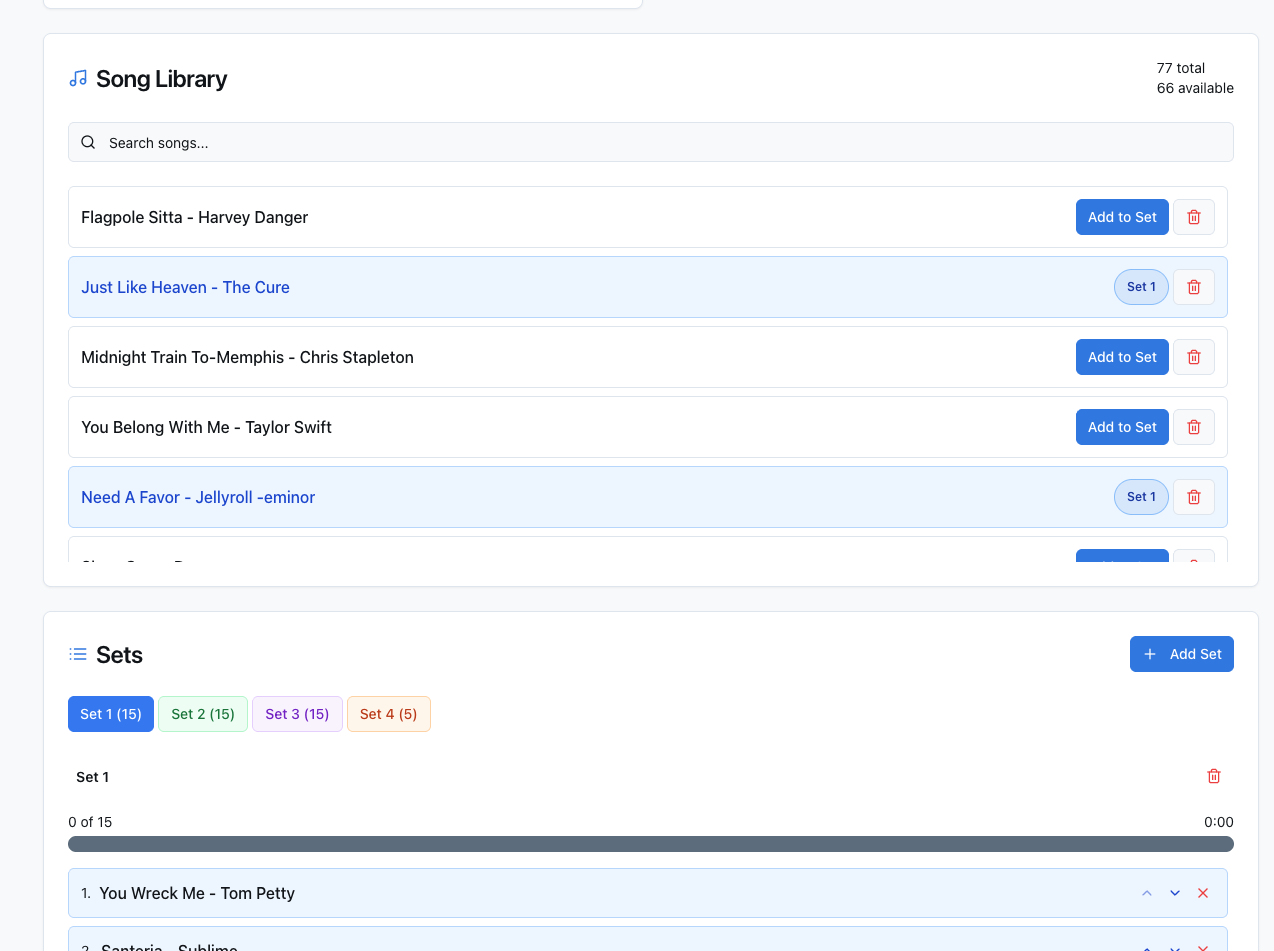 Song Library
77 total
66 available
Search songs...
Flagpole Sitta - Harvey Danger
Add to Set
Just Like Heaven - The Cure
Set 1
Midnight Train To-Memphis - Chris Stapleton
Add to Set
You Belong With Me - Taylor Swift
Add to Set
Need A Favor - Jellyroll -eminor
Set 1
Sets
Add Set
Set 1 (15)
Set 2 (15)
Set 3 (15)
Set 4 (5)
Set 1
0 of 15
0:00
1. You Wreck Me - Tom Petty
2. Santeria - Sublime